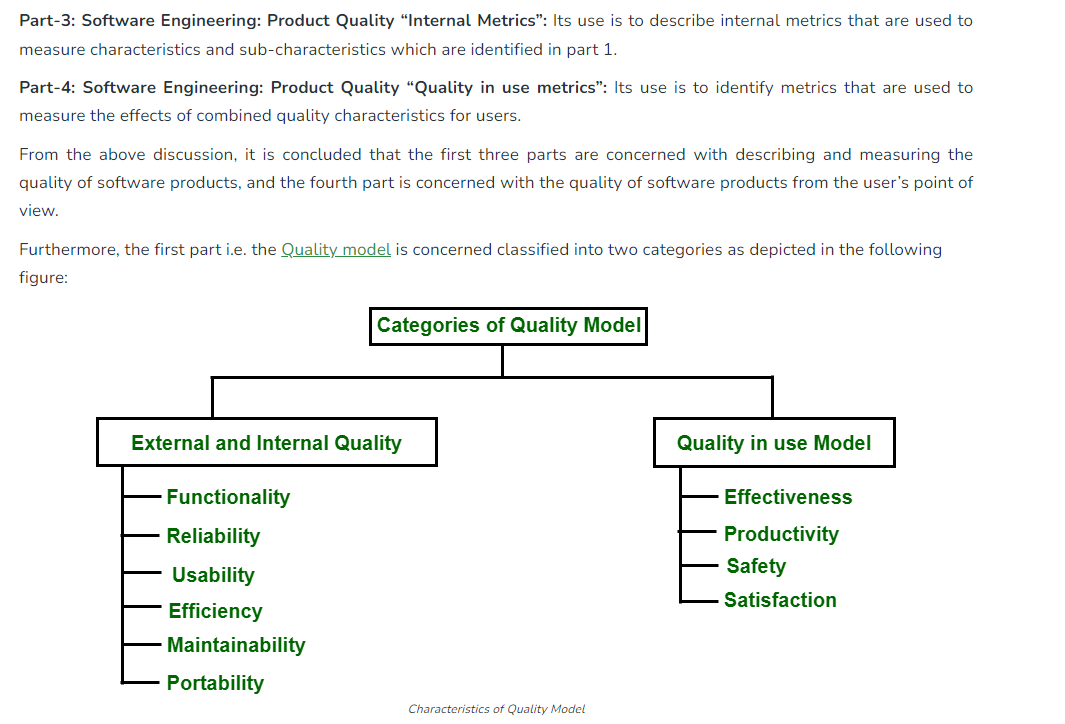 Part-3: Software Engineering: Product Quality “Internal Metrics”: Its use is to describe internal metrics that are used to
measure characteristics and sub-characteristics which are identified in part 1.
Part-4: Software Engineering: Product Quality “Quality in use metrics”: Its use is to identify metrics that are used to
measure the effects of combined quality characteristics for users.
From the above discussion, it is concluded that the first three parts are concerned with describing and measuring the
quality of software products, and the fourth part is concerned with the quality of software products from the user’s point of
view.
Furthermore, the first part i.e. the Quality model is concerned classified into two categories as depicted in the following
figure:
Categories of Quality Model
External and Internal Quality
Functionality
Reliability
Usability
Efficiency
Maintainability
Portability
Quality in use Model
Effectiveness
Productivity
Safety
Satisfaction
Characteristics of Quality Model